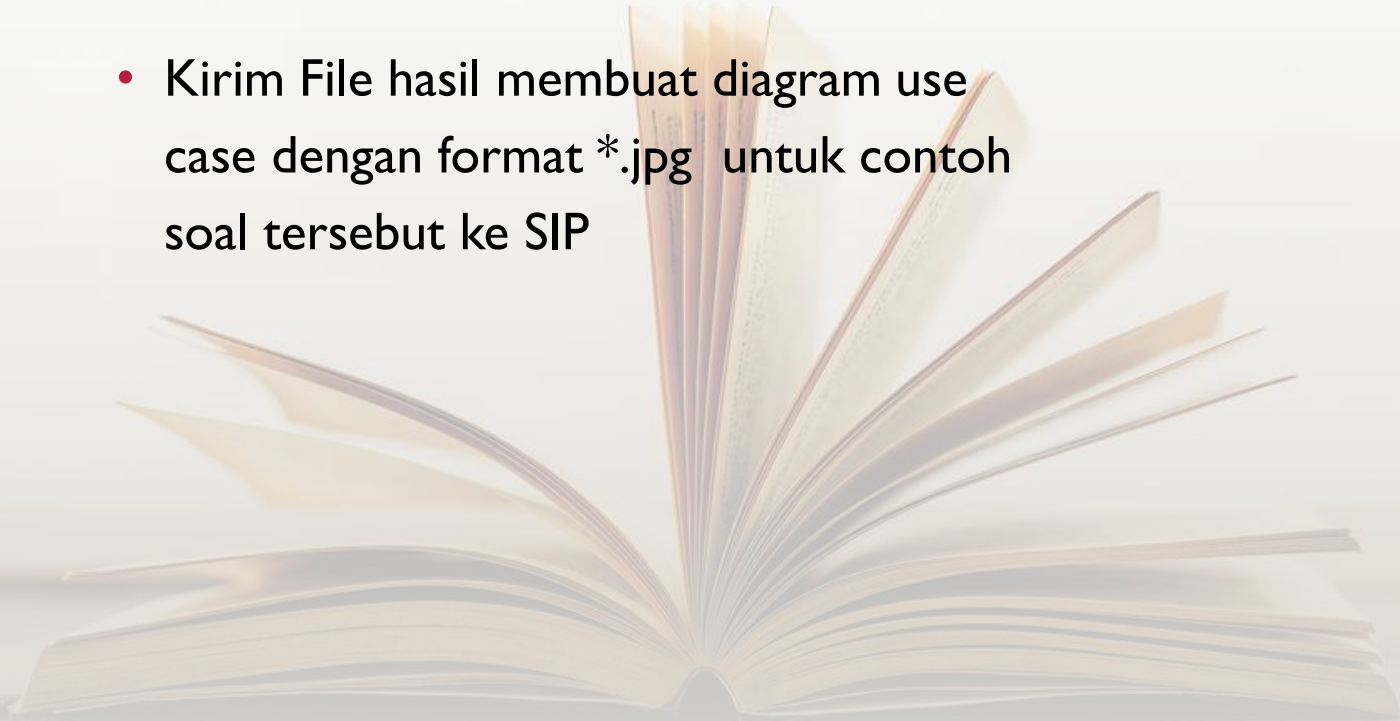 • Kirim File hasil membuat diagram use
case dengan format *.jpg  untuk contoh
soal tersebut ke SIP